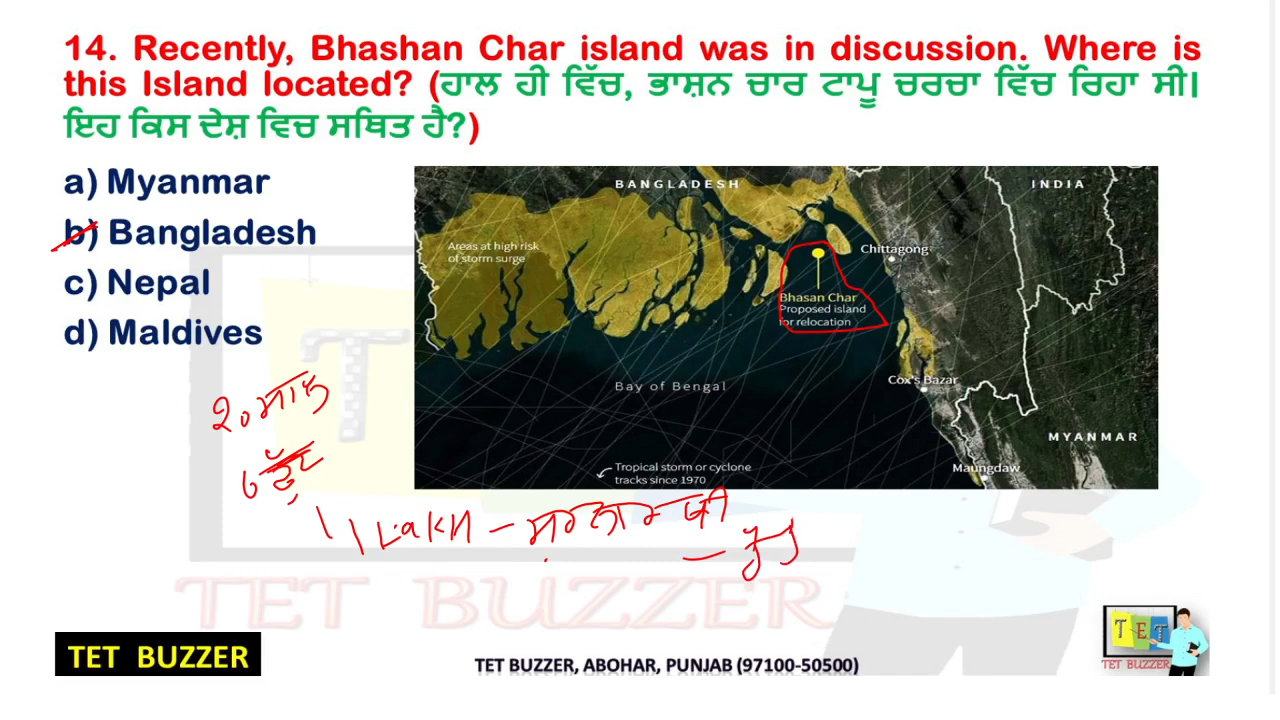 14. Recently, Bhashan Char island was in discussion. Where is
this Island located? (ਹਾਲ ਹੀ ਵਿੱਚ, ਭਾਸ਼ਨ ਚਾਰ ਟਾਪੂ ਚਰਚਾ ਵਿੱਚ ਰਿਹਾ ਸੀ।
ਇਹ ਕਿਸ ਦੇਸ਼ ਵਿਚ ਸਥਿਤ ਹੈ?)
a) Myanmar
b) Bangladesh
c) Nepal
d) Maldives
BANGLADESH
INDIA
Areas at high risk
of storm surge
Chittagong
Bhasan Char
Proposed island
for relocation
Bay of Bengal
Cox's Bazar
MYANMAR
Maungdaw
Tropical storm or cyclone
tracks since 1970
੨੦ ਸਾਲ
Lakh –
TET BUZZER
TET BUZZER
TET BUZZER, ABOHAR, PUNJAB (97100-50500)
TET
TET BUZZER